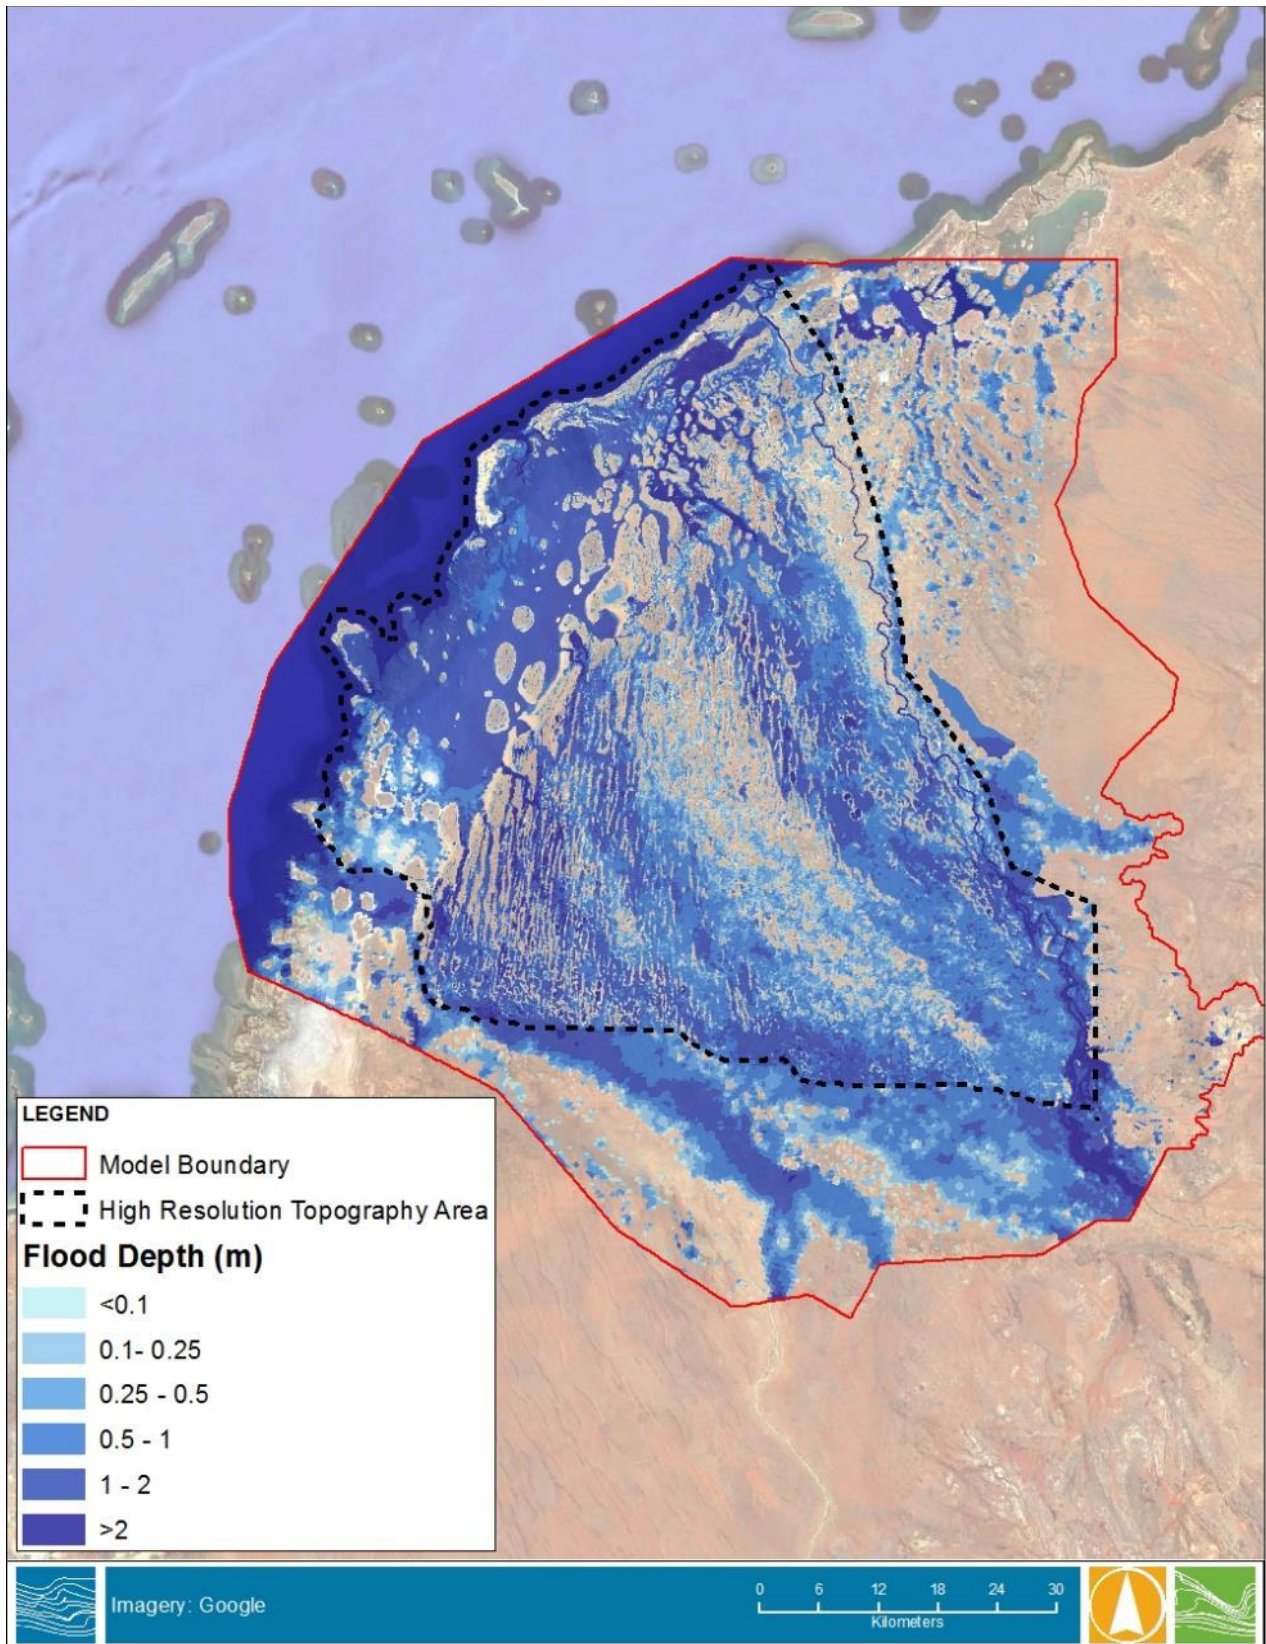 LEGEND
Model Boundary
High Resolution Topography Area
Flood Depth (m)
<0.1
0.1- 0.25
0.25 - 0.5
0.5 - 1
1 - 2
>2
Imagery: Google
0 6 12 18 24 30
Kilometers